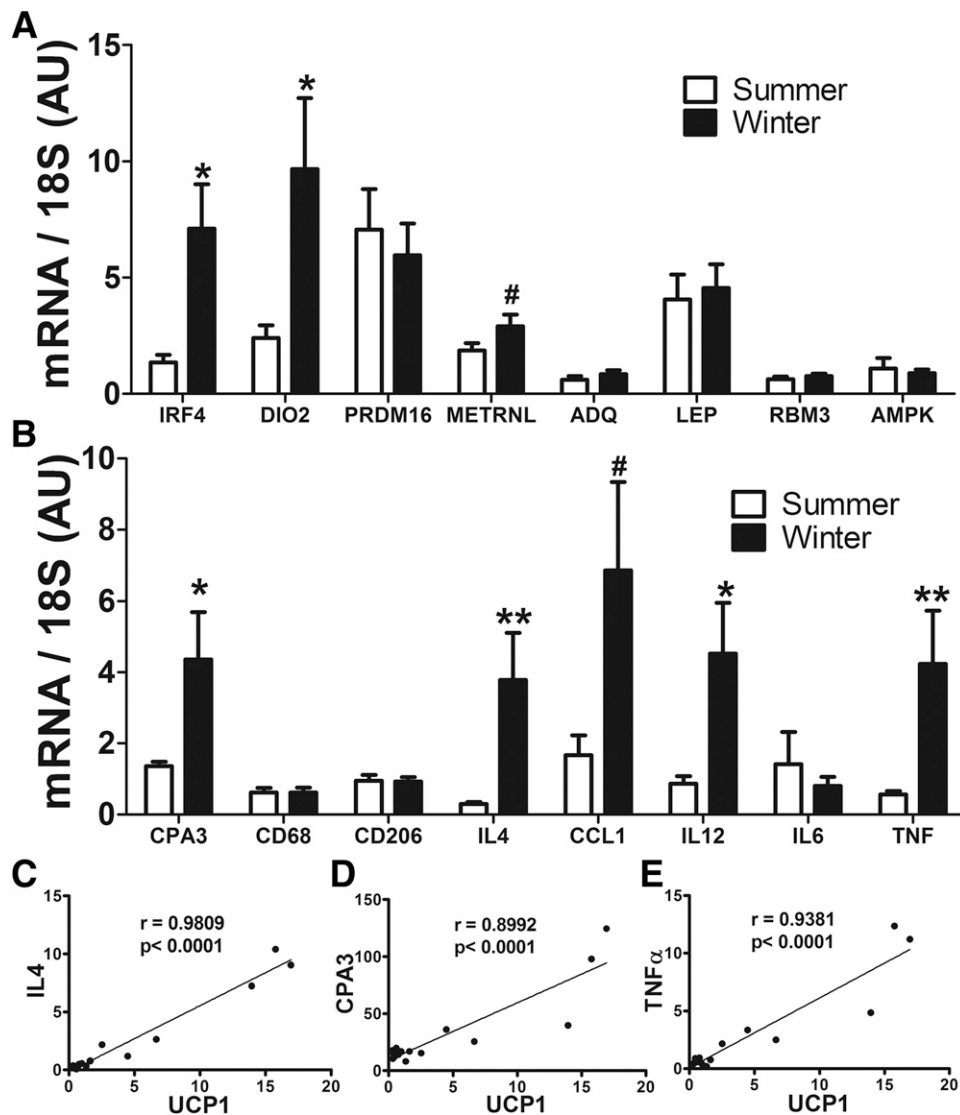 A
mRNA / 18S (AU)
15
10
5
0
*
*
#
Summer
Winter
IRF4 DIO2 PRDM16 METRNL ADQ LEP RBM3 AMPK
B
mRNA / 18S (AU)
10
8
6
4
2
0
*
**
#
*
**
Summer
Winter
CPA3 CD68 CD206 IL4 CCL1 IL12 IL6 TNF
C
IL4
15
10
5
0
r = 0.9809
p< 0.0001
0 5 10 15 20
UCP1
D
CPA3
150
100
50
0
r = 0.8992
p< 0.0001
0 5 10 15 20
UCP1
E
TNFα
15
10
5
0
r = 0.9381
p< 0.0001
0 5 10 15 20
UCP1